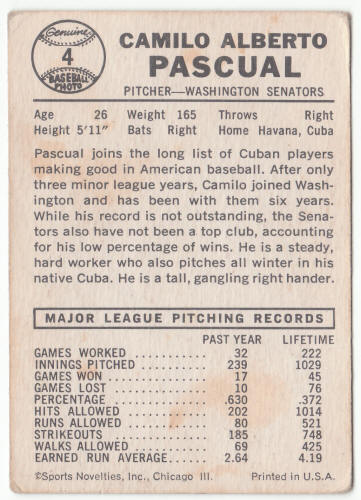 Genuine
4
BASEBALL
PHOTO
CAMILO ALBERTO
PASCUAL
PITCHER—WASHINGTON SENATORS
Age 26 Weight 165 Throws Right
Height 5'11" Bats Right Home Havana, Cuba
Pascual joins the long list of Cuban players
making good in American baseball. After only
three minor league years, Camilo joined Wash-
ington and has been with them six years.
While his record is not outstanding, the Sena-
tors also have not been a top club, accounting
for his low percentage of wins. He is a steady,
hard worker who also pitches all winter in his
native Cuba. He is a tall, gangling right hander.
MAJOR LEAGUE PITCHING RECORDS
PAST YEAR LIFETIME
GAMES WORKED .......... 32 222
INNINGS PITCHED ........ 239 1029
GAMES WON ............. 17 45
GAMES LOST ............ 10 76
PERCENTAGE ............ .630 .372
HITS ALLOWED .......... 202 1014
RUNS ALLOWED .......... 80 521
STRIKEOUTS ............ 185 748
WALKS ALLOWED ......... 69 425
EARNED RUN AVERAGE.... 2.64 4.19
©Sports Novelties, Inc., Chicago Ill. Printed in U.S.A.